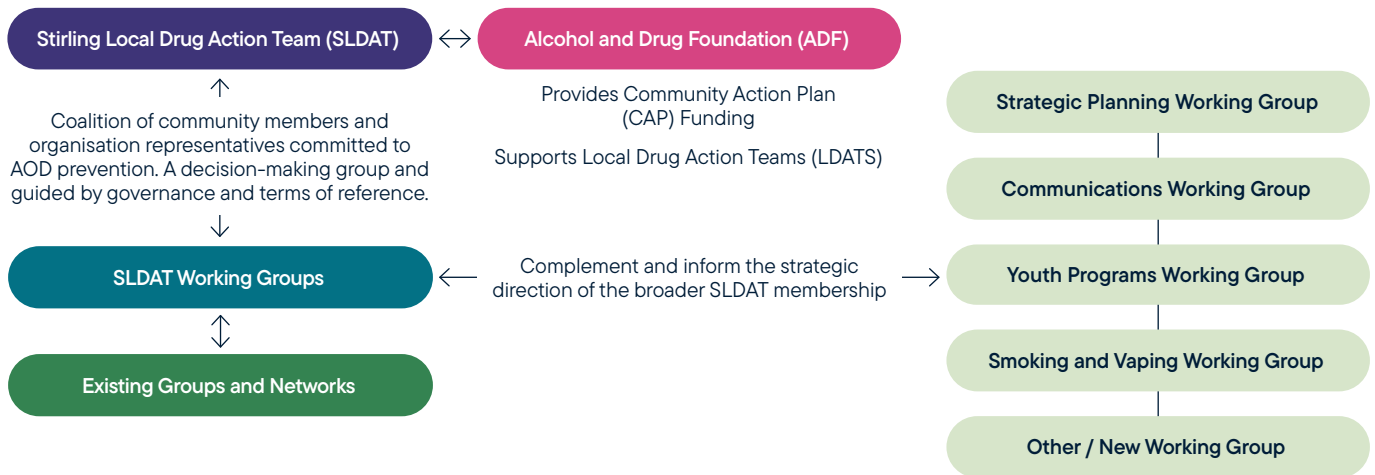 Stirling Local Drug Action Team (SLDAT)
Alcohol and Drug Foundation (ADF)
Coalition of community members and
organisation representatives committed to
AOD prevention. A decision-making group and
guided by governance and terms of reference.
Provides Community Action Plan
(CAP) Funding
Supports Local Drug Action Teams (LDATS)
SLDAT Working Groups
Complement and inform the strategic
direction of the broader SLDAT membership
Existing Groups and Networks
Strategic Planning Working Group
Communications Working Group
Youth Programs Working Group
Smoking and Vaping Working Group
Other / New Working Group